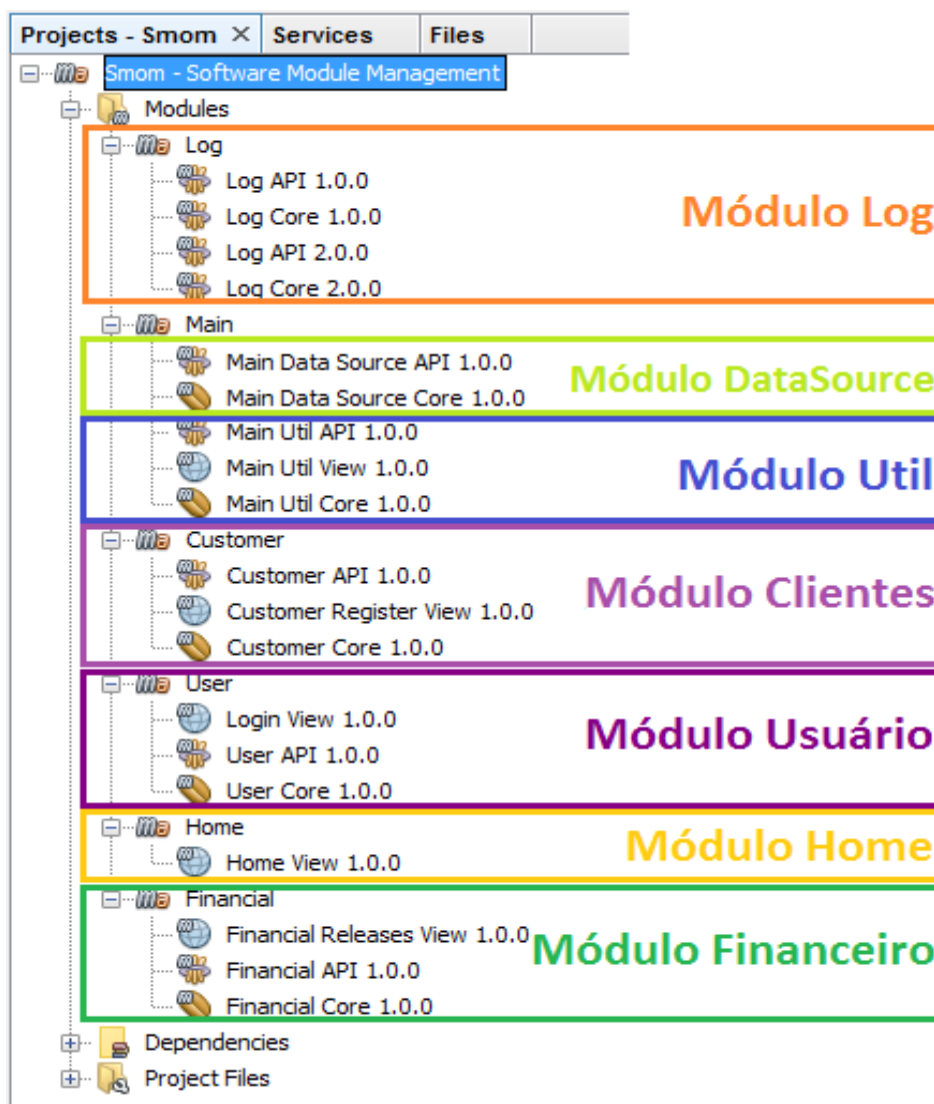 Projects - Smom × Services Files
Smom - Software Module Management
Modules
Log
Log API 1.0.0
Log Core 1.0.0
Módulo Log
Log API 2.0.0
Log Core 2.0.0
Main
Main Data Source API 1.0.0
Módulo DataSource
Main Data Source Core 1.0.0
Main Util API 1.0.0
Main Util View 1.0.0
Módulo Util
Main Util Core 1.0.0
Customer
Customer API 1.0.0
Módulo Clientes
Customer Register View 1.0.0
Customer Core 1.0.0
User
Login View 1.0.0
Módulo Usuário
User API 1.0.0
User Core 1.0.0
Home
Módulo Home
Home View 1.0.0
Financial
Financial Releases View 1.0.0
Módulo Financeiro
Financial API 1.0.0
Financial Core 1.0.0
Dependencies
Project Files